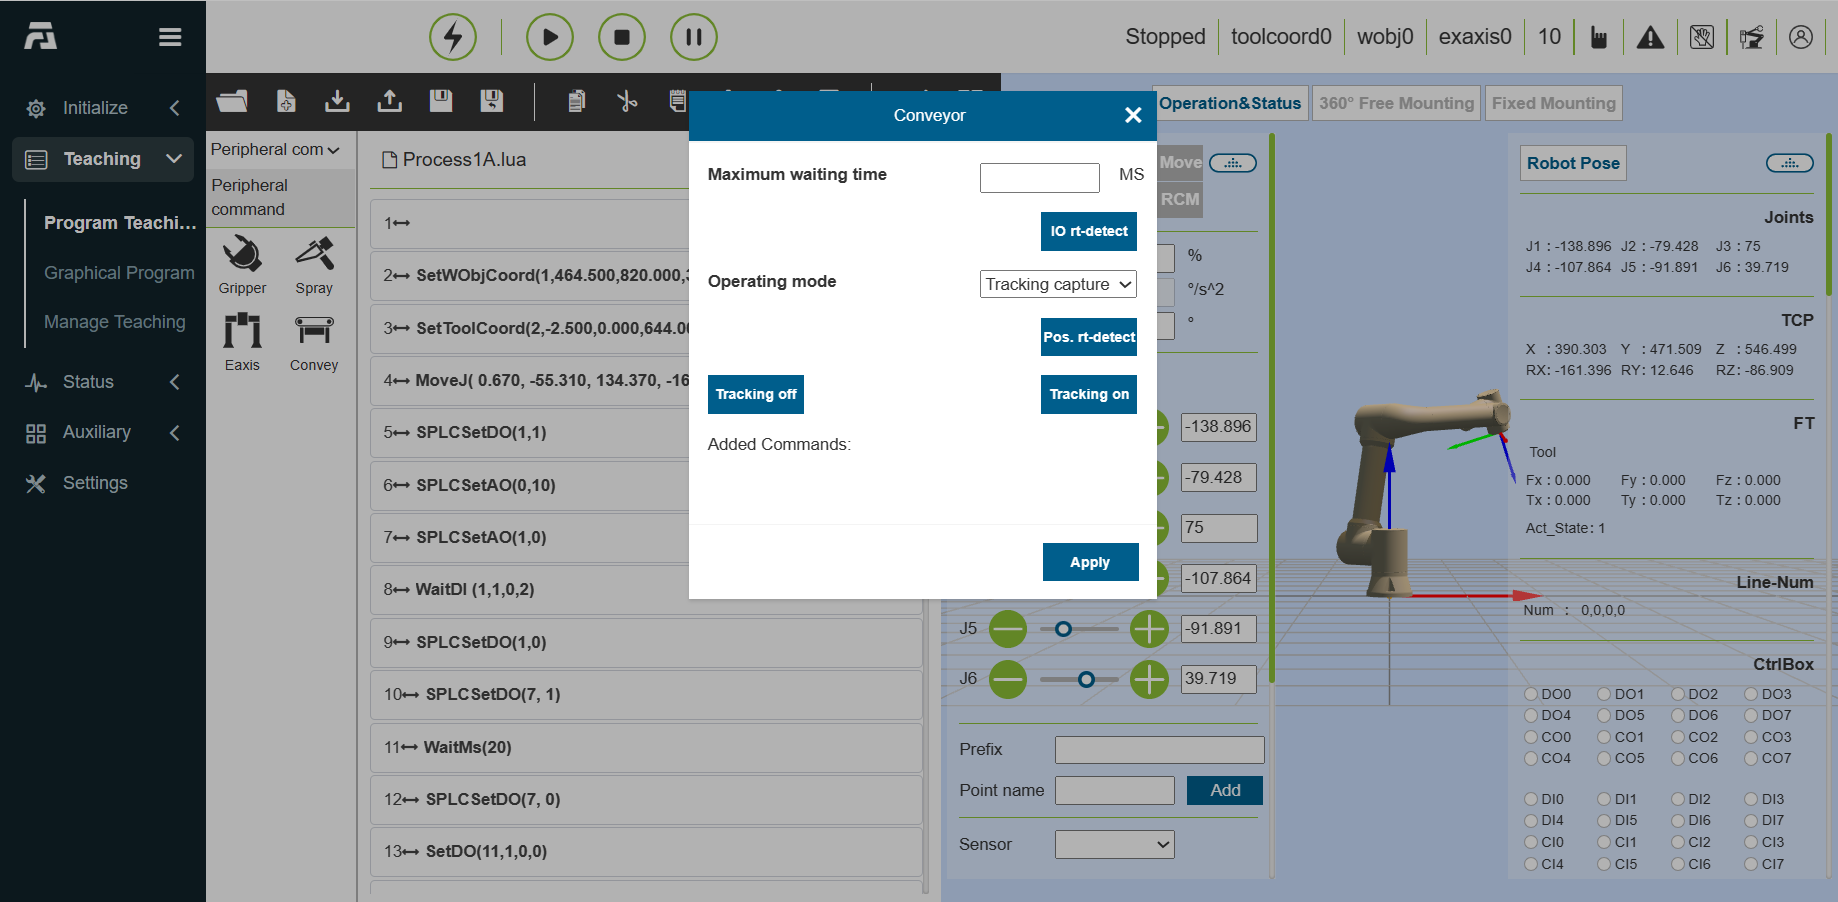 Stopped
toolcoord0
wobj0
exaxis0
10
Initialize
Teaching
Program Teachi...
Graphical Program
Manage Teaching
Status
Auxiliary
Settings
Peripheral com
Peripheral
command
Gripper
Spray
Eaxis
Convey
Process1A.lua
1
2 SetWObjCoord(1,464.500,820.000,
3 SetToolCoord(2,-2.500,0.000,644.0
4 MoveJ( 0.670, -55.310, 134.370, -16
5 SPLCSetDO(1,1)
6 SPLCSetAO(0,10)
7 SPLCSetAO(1,0)
8 WaitDI (1,1,0,2)
9 SPLCSetDO(1,0)
10 SPLCSetDO(7, 1)
11 WaitMs(20)
12 SPLCSetDO(7, 0)
13 SetDO(11,1,0,0)
Conveyor
Maximum waiting time
MS
IO rt-detect
Operating mode
Tracking capture
Pos. rt-detect
Tracking off
Tracking on
Added Commands:
Apply
Operation&Status
360° Free Mounting
Fixed Mounting
Move
RCM
%
°/s^2
°
-138.896
-79.428
75
-107.864
J5
-91.891
J6
39.719
Prefix
Point name
Add
Sensor
Robot Pose
Joints
J1 : -138.896 J2 : -79.428 J3 : 75
J4 : -107.864 J5 : -91.891 J6 : 39.719
TCP
X : 390.303 Y : 471.509 Z : 546.499
RX: -161.396 RY: 12.646 RZ: -86.909
FT
Tool
Fx : 0.000 Fy : 0.000 Fz : 0.000
Tx : 0.000 Ty : 0.000 Tz : 0.000
Act_State: 1
Line-Num
Num : 0,0,0,0
CtrlBox
DO0 DO1 DO2 DO3
DO4 DO5 DO6 DO7
CO0 CO1 CO2 CO3
CO4 CO5 CO6 CO7
DI0 DI1 DI2 DI3
DI4 DI5 DI6 DI7
CI0 CI1 CI2 CI3
CI4 CI5 CI6 CI7